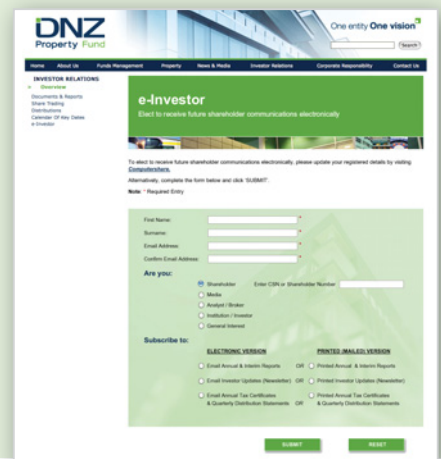 DNZ
Property Fund
One entity One vision
Search
Home About Us Funds Management Property News & Media Investor Relations Corporate Responsibility Contact Us
INVESTOR RELATIONS
Overview
Documents & Reports
Share Trading
Distributions
Calendar Of Key Dates
e-Investor
e-Investor
Elect to receive future shareholder communications electronically
To elect to receive future shareholder communications electronically, please update your registered details by visiting
Computershare.
Alternatively, complete the form below and click 'SUBMIT'.
Note: * Required Entry
First Name: *
Surname: *
Email Address: *
Confirm Email Address: *
Are you:
Shareholder Enter CSN or Shareholder Number
Media
Analyst / Broker
Institution / Investor
General Interest
Subscribe to:
ELECTRONIC VERSION PRINTED (MAILED) VERSION
Email Annual & Interim Reports OR Printed Annual & Interim Reports
Email Investor Updates (Newsletter) OR Printed Investor Updates (Newsletter)
Email Annual Tax Certificates Printed Annual Tax Certificates
& Quarterly Distribution Statements OR & Quarterly Distribution Statements
SUBMIT RESET